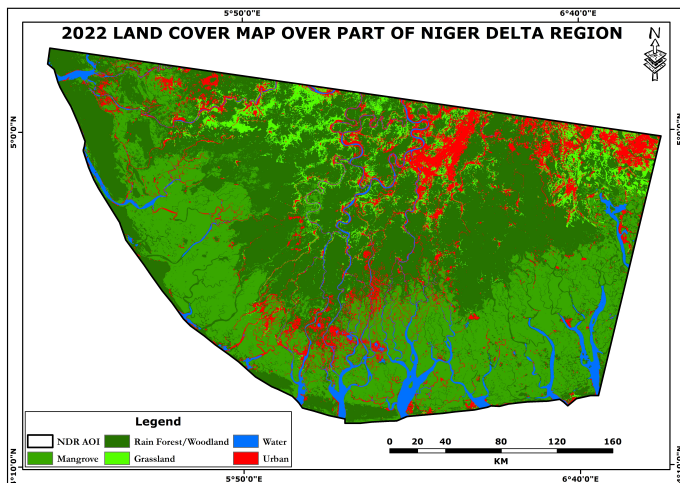 5°50'0"E 6°40'0"E
2022 LAND COVER MAP OVER PART OF NIGER DELTA REGION
N
5°0'0"N 5°0'0"N
Legend
NDR AOI Rain Forest/Woodland Water
Mangrove Grassland Urban
0 20 40 80 120 160
KM
4°10'0"N 4°10'0"N
5°50'0"E 6°40'0"E